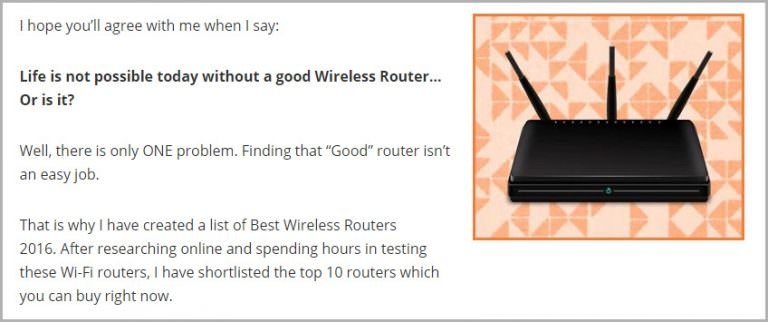 I hope you’ll agree with me when I say:
Life is not possible today without a good Wireless Router...
Or is it?
Well, there is only ONE problem. Finding that “Good” router isn’t
an easy job.
That is why I have created a list of Best Wireless Routers
2016. After researching online and spending hours in testing
these Wi-Fi routers, I have shortlisted the top 10 routers which
you can buy right now.